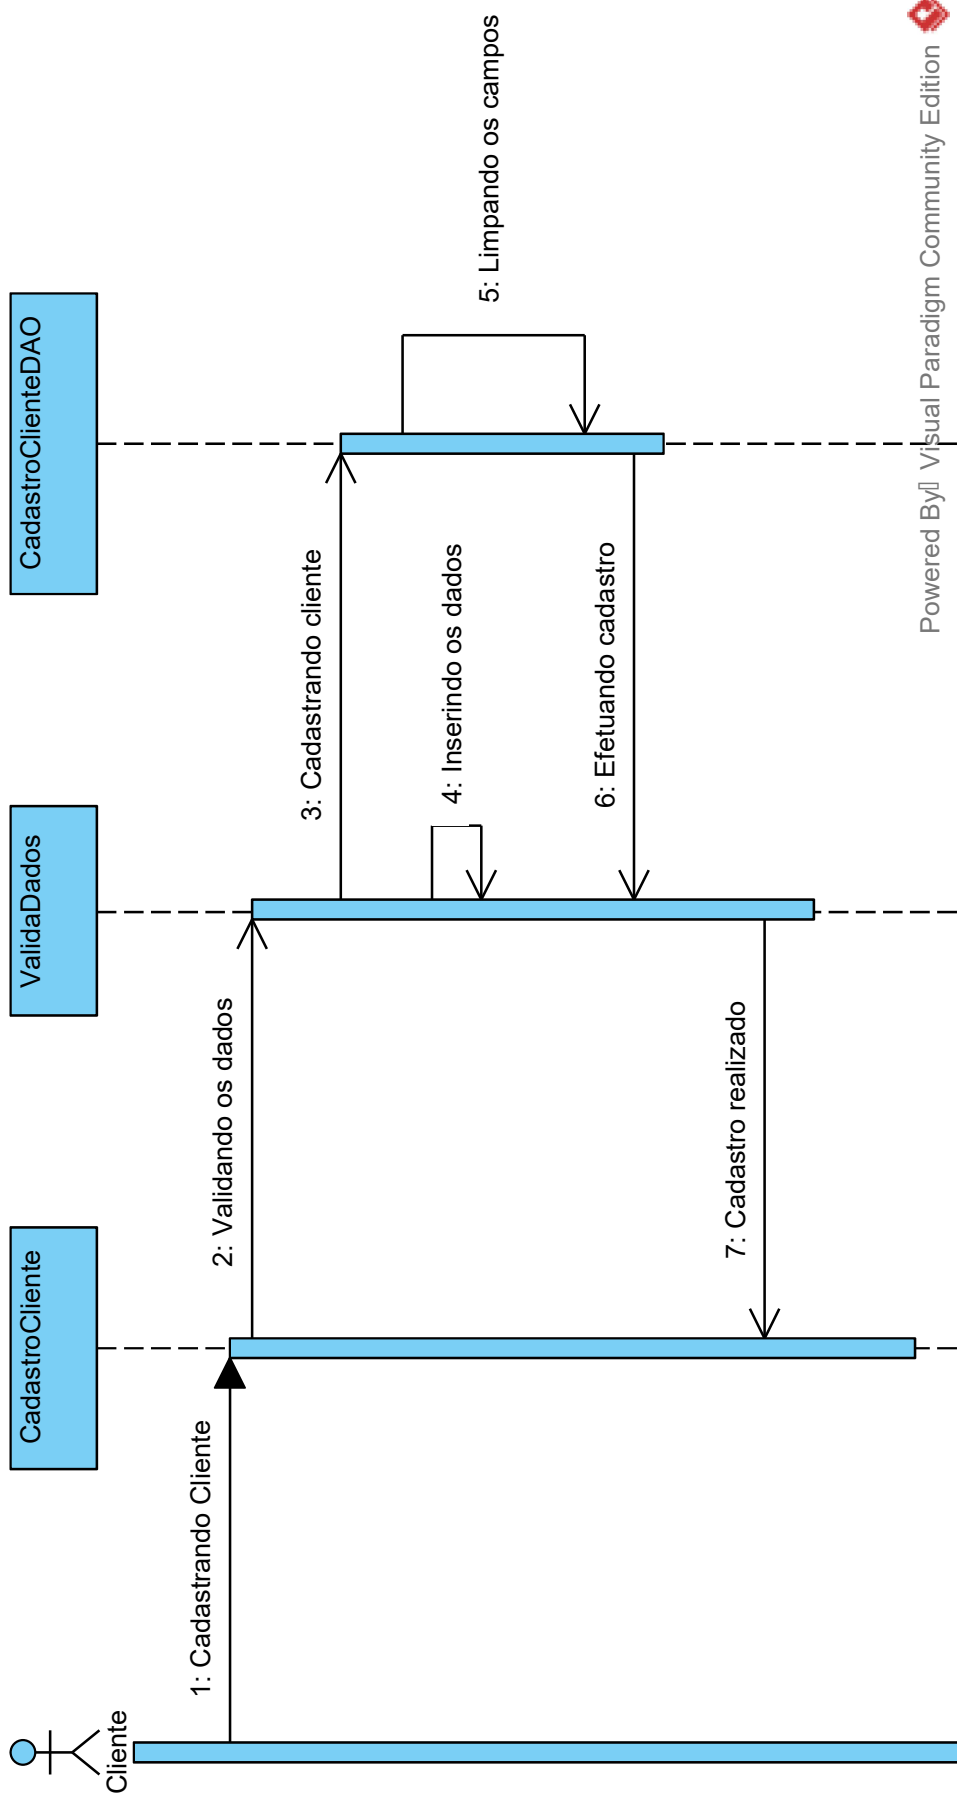 Cliente
CadastroCliente
ValidaDados
CadastroClienteDAO
1: Cadastrando Cliente
2: Validando os dados
3: Cadastrando cliente
4: Inserindo os dados
5: Limpando os campos
6: Efetuando cadastro
7: Cadastro realizado
Powered By Visual Paradigm Community Edition